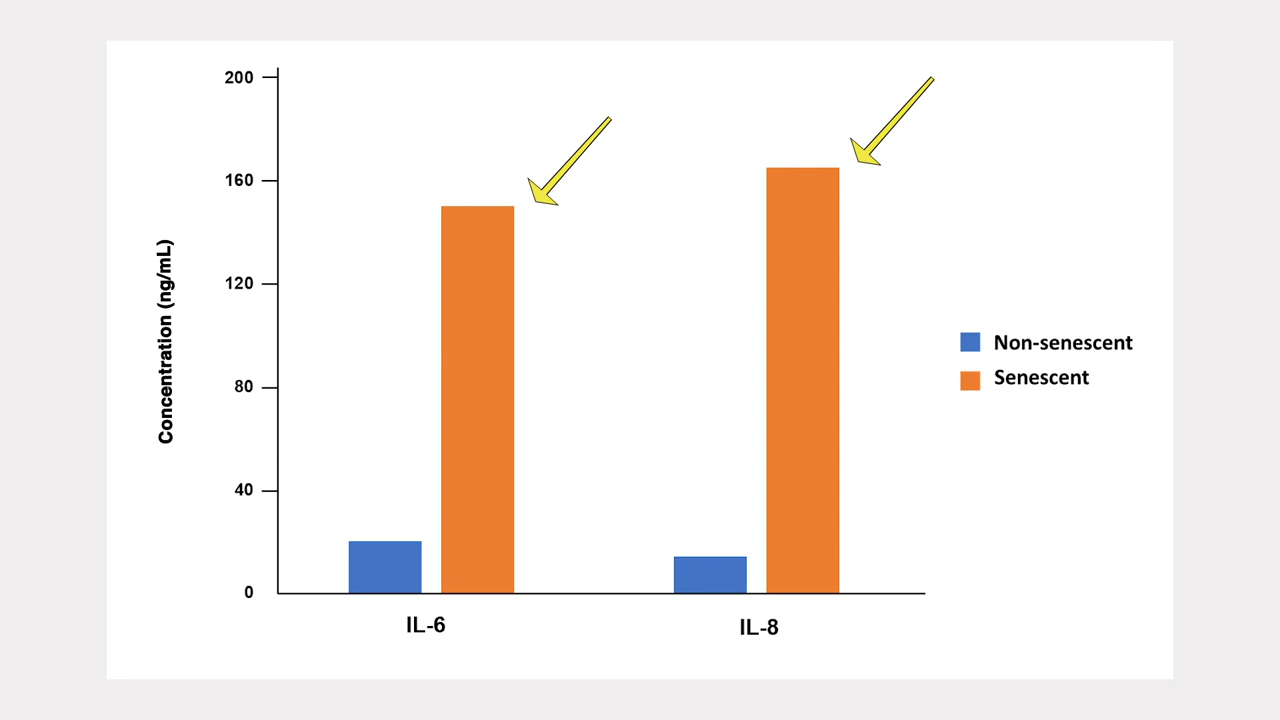 200
160
120
80
40
0
Concentration (ng/mL)
IL-6
IL-8
Non-senescent
Senescent